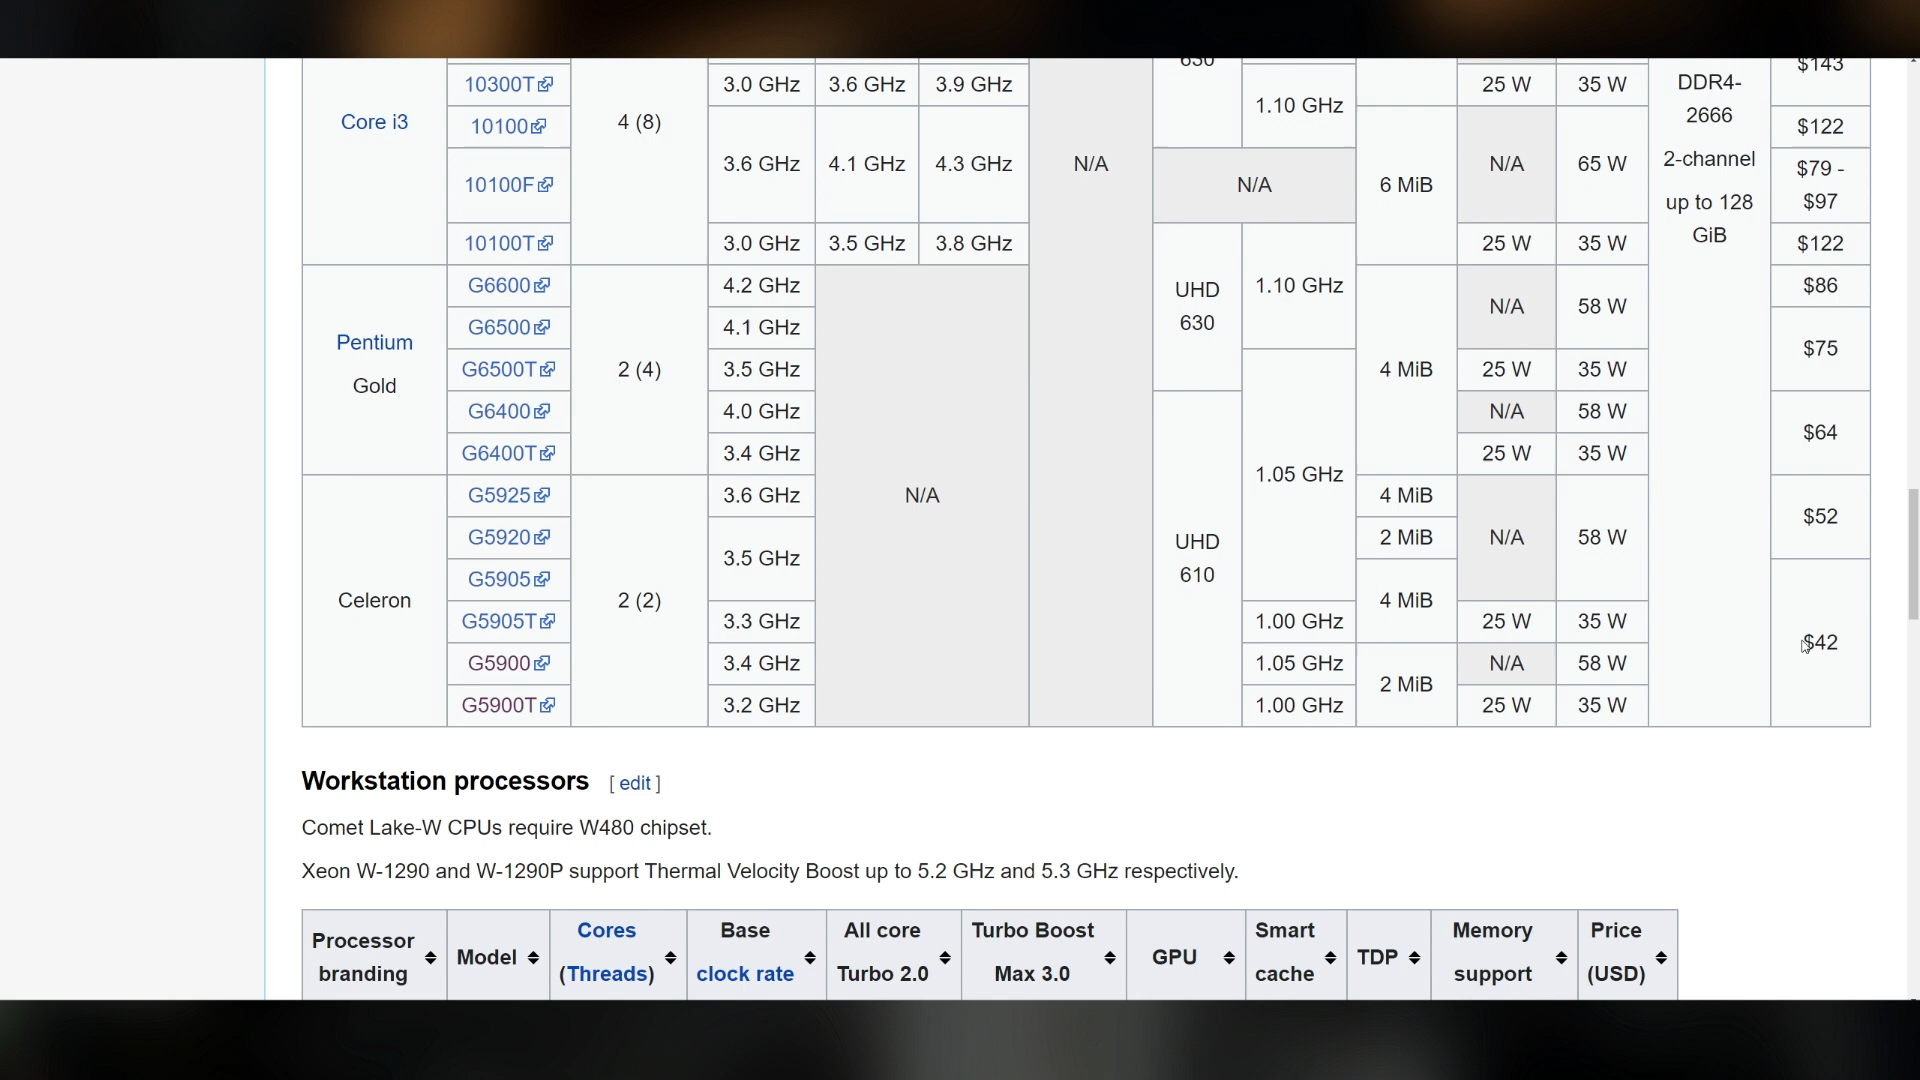 630
$143
10300T
3.0 GHz
3.6 GHz
3.9 GHz
25 W
35 W
DDR4-
2666
2-channel
up to 128
GiB
Core i3
10100
4 (8)
1.10 GHz
$122
3.6 GHz
4.1 GHz
4.3 GHz
N/A
N/A
65 W
10100F
N/A
6 MiB
$79 -
$97
10100T
3.0 GHz
3.5 GHz
3.8 GHz
25 W
35 W
$122
G6600
4.2 GHz
UHD
630
1.10 GHz
N/A
58 W
$86
G6500
4.1 GHz
Pentium
Gold
$75
G6500T
2 (4)
3.5 GHz
4 MiB
25 W
35 W
G6400
4.0 GHz
N/A
58 W
$64
G6400T
3.4 GHz
1.05 GHz
25 W
35 W
G5925
3.6 GHz
N/A
4 MiB
$52
G5920
3.5 GHz
UHD
610
2 MiB
N/A
58 W
G5905
Celeron
2 (2)
4 MiB
G5905T
3.3 GHz
1.00 GHz
25 W
35 W
$42
G5900
3.4 GHz
1.05 GHz
2 MiB
N/A
58 W
G5900T
3.2 GHz
1.00 GHz
25 W
35 W
Workstation processors [ edit ]
Comet Lake-W CPUs require W480 chipset.
Xeon W-1290 and W-1290P support Thermal Velocity Boost up to 5.2 GHz and 5.3 GHz respectively.
Processor
branding
Model
Cores
(Threads)
Base
clock rate
All core
Turbo 2.0
Turbo Boost
Max 3.0
GPU
Smart
cache
TDP
Memory
support
Price
(USD)